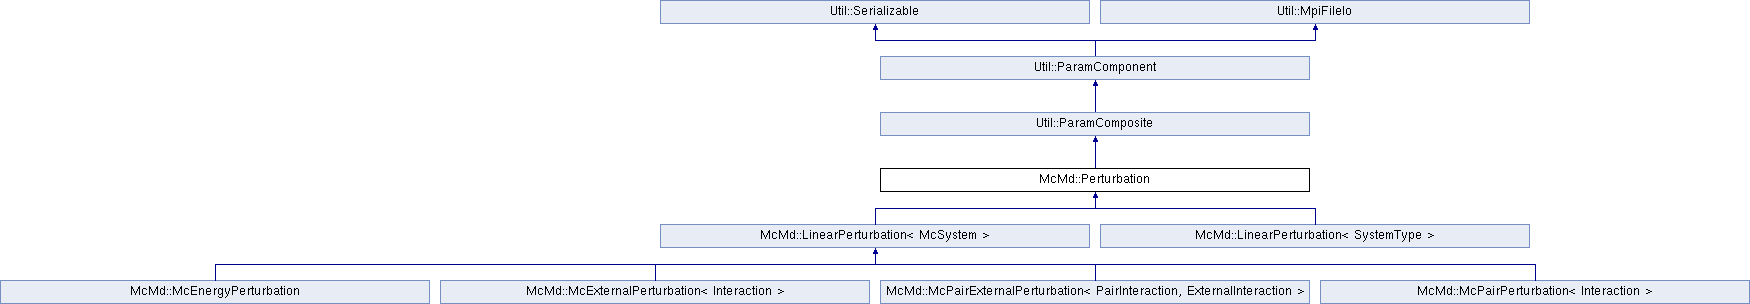 Util::Serializable
Util::MpiFileIo
Util::ParamComponent
Util::ParamComposite
McMd::Perturbation
McMd::LinearPerturbation< McSystem >
McMd::LinearPerturbation< SystemType >
McMd::McEnergyPerturbation
McMd::McExternalPerturbation< Interaction >
McMd::McPairExternalPerturbation< PairInteraction, ExternalInteraction >
McMd::McPairPerturbation< Interaction >